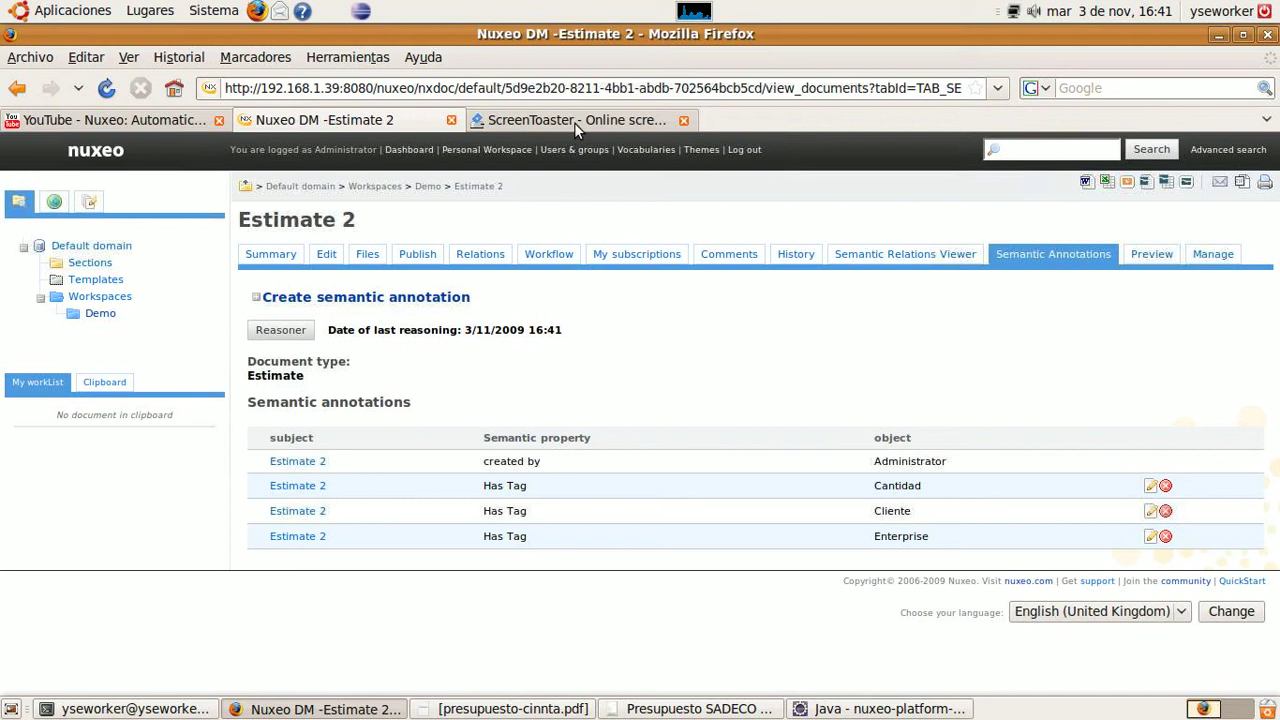 Aplicaciones Lugares Sistema mar 3 de nov, 16:41 yseworker
Nuxeo DM -Estimate 2 - Mozilla Firefox
Archivo Editar Ver Historial Marcadores Herramientas Ayuda
http://192.168.1.39:8080/nuxeo/nxdoc/default/5d9e2b20-8211-4bb1-abdb-702564bcb5cd/view_documents?tabId=TAB_SE Google
YouTube - Nuxeo: Automatic... Nuxeo DM -Estimate 2 ScreenToaster - Online scre...
nuxeo You are logged as Administrator | Dashboard | Personal Workspace | Users & groups | Vocabularies | Themes | Log out Search Advanced search
> Default domain > Workspaces > Demo > Estimate 2
Estimate 2
Default domain
Sections
Templates
Workspaces
Demo
My workList Clipboard
No document in clipboard
Summary Edit Files Publish Relations Workflow My subscriptions Comments History Semantic Relations Viewer Semantic Annotations Preview Manage
Create semantic annotation
Reasoner Date of last reasoning: 3/11/2009 16:41
Document type:
Estimate
Semantic annotations
subject Semantic property object
Estimate 2 created by Administrator
Estimate 2 Has Tag Cantidad
Estimate 2 Has Tag Cliente
Estimate 2 Has Tag Enterprise
Copyright© 2006-2009 Nuxeo. Visit nuxeo.com | Get support | Join the community | QuickStart
Choose your language: English (United Kingdom) Change
yseworker@yseworke... Nuxeo DM -Estimate 2... [presupuesto-cinnta.pdf] Presupuesto SADECO ... Java - nuxeo-platform-...